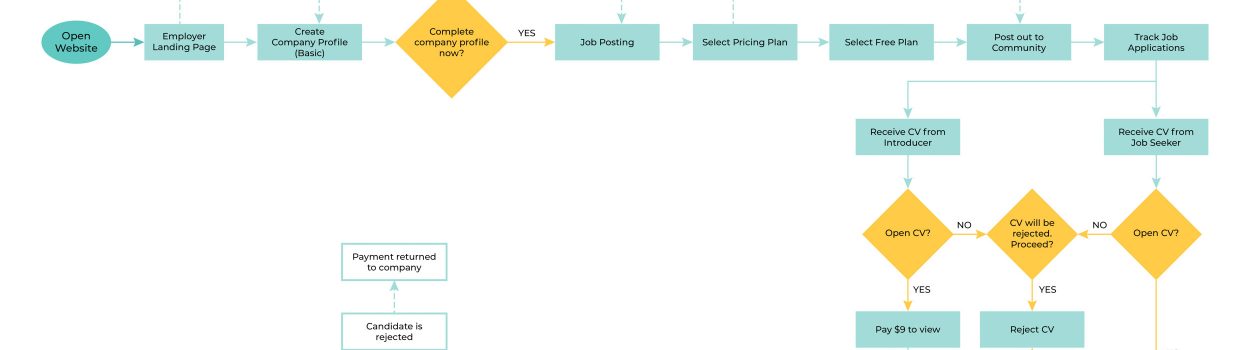 Open
Website
Employer
Landing Page
Create
Company Profile
(Basic)
Complete
company profile
now?
YES
Job Posting
Select Pricing Plan
Select Free Plan
Post out to
Community
Track Job
Applications
Receive CV from
Introducer
Receive CV from
Job Seeker
Open CV?
NO
CV will be
rejected.
Proceed?
NO
Open CV?
Payment returned
to company
YES
YES
Candidate is
rejected
Pay $9 to view
Reject CV